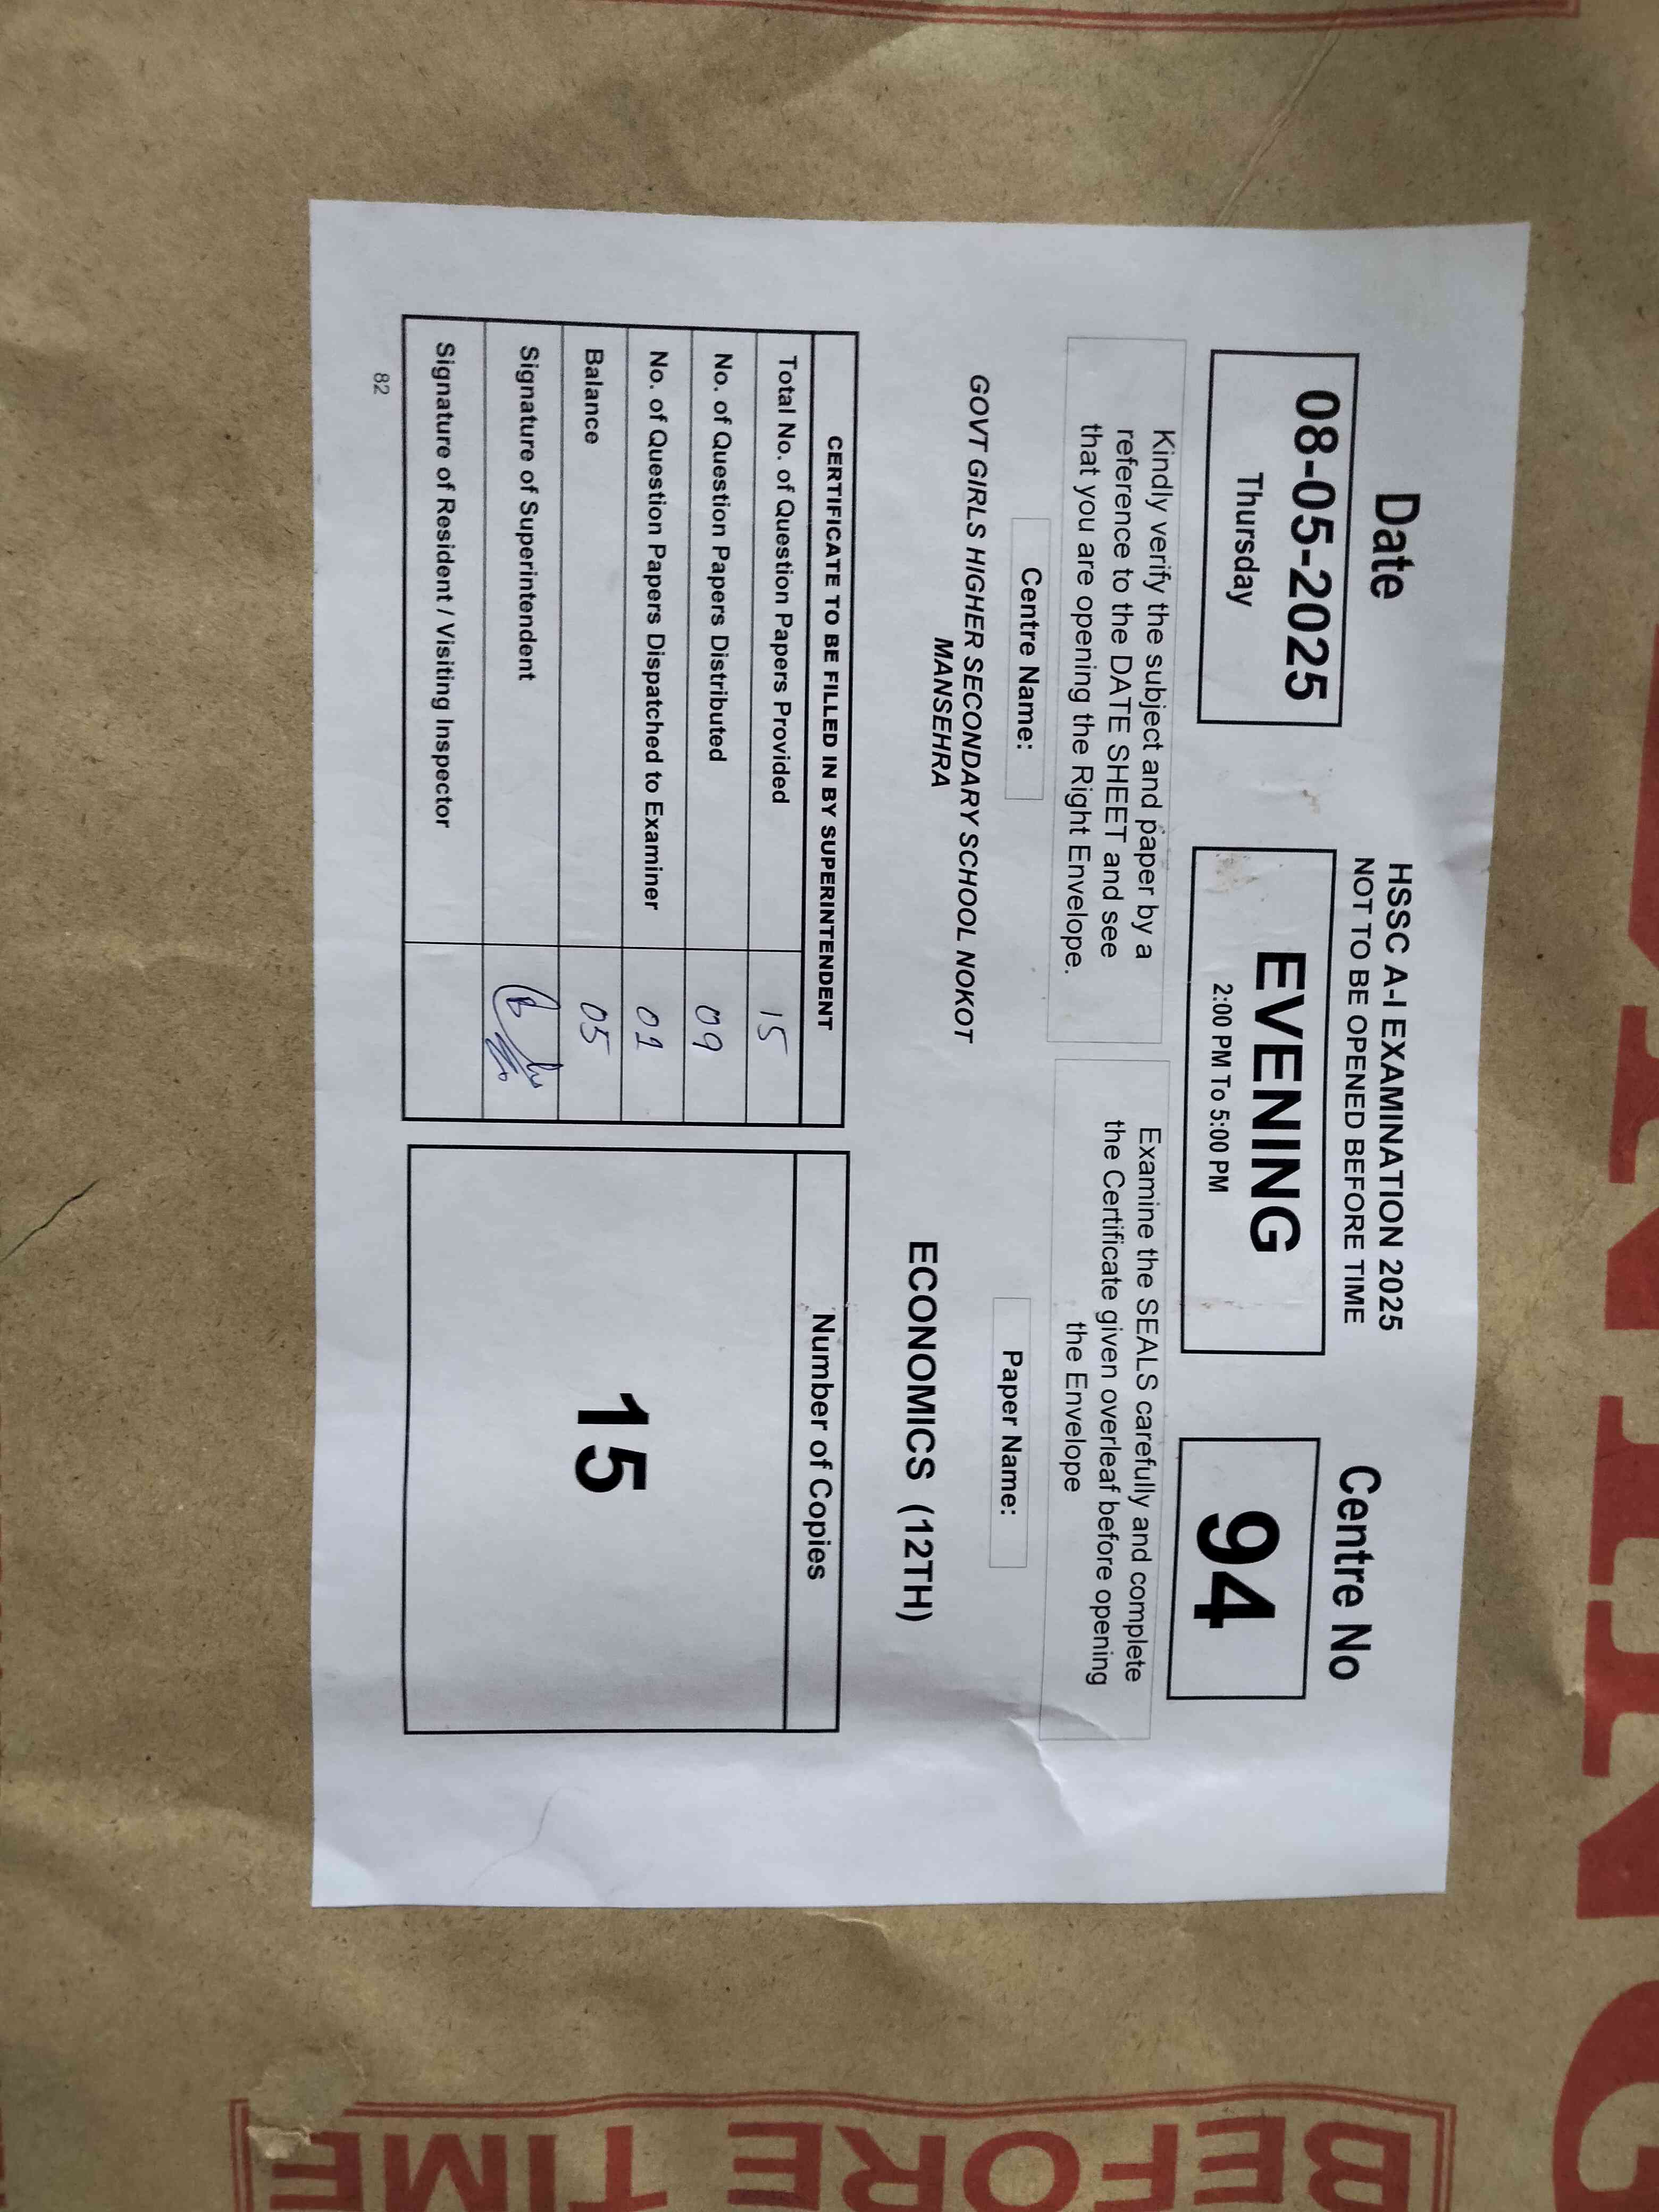 Date
HSSC A-I EXAMINATION 2025
NOT TO BE OPENED BEFORE TIME
Centre No
08-05-2025
Thursday
EVENING
2:00 PM To 5:00 PM
94
Kindly verify the subject and paper by a
reference to the DATE SHEET and see
that you are opening the Right Envelope.
Examine the SEALS carefully and complete
the Certificate given overleaf before opening
the Envelope
Centre Name:
Paper Name:
GOVT GIRLS HIGHER SECONDARY SCHOOL NOKOT
MANSEHRA
ECONOMICS (12TH)
CERTIFICATE TO BE FILLED IN BY SUPERINTENDENT
Total No. of Question Papers Provided 15
No. of Question Papers Distributed 09
No. of Question Papers Dispatched to Examiner 01
Balance 05
Signature of Superintendent
Signature of Resident / Visiting Inspector
Number of Copies
15
82
BEFORE TIME